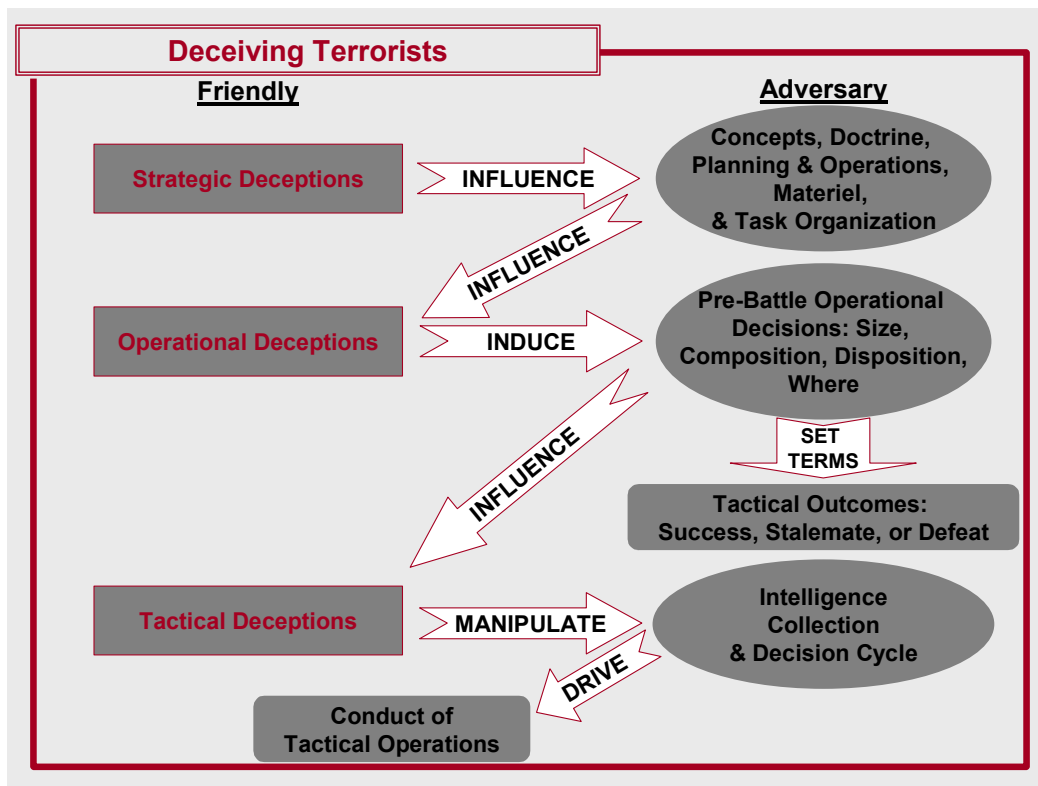 Deceiving Terrorists
Friendly
Adversary
Strategic Deceptions
INFLUENCE
Concepts, Doctrine,
Planning & Operations,
Materiel,
& Task Organization
INFLUENCE
Operational Deceptions
INDUCE
Pre-Battle Operational
Decisions: Size,
Composition, Disposition,
Where
INFLUENCE
SET
TERMS
Tactical Outcomes:
Success, Stalemate, or Defeat
Tactical Deceptions
MANIPULATE
Intelligence
Collection
& Decision Cycle
DRIVE
Conduct of
Tactical Operations